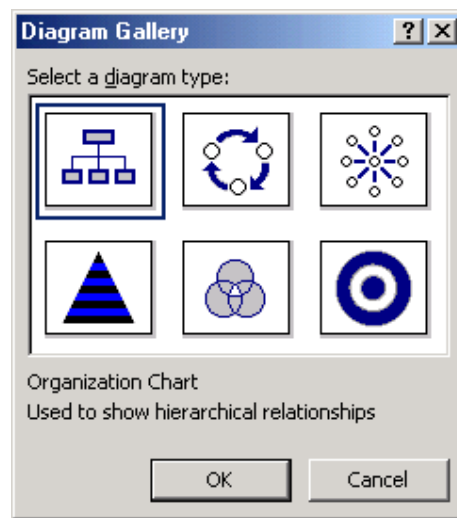 Diagram Gallery
Select a diagram type:
Organization Chart
Used to show hierarchical relationships
OK
Cancel